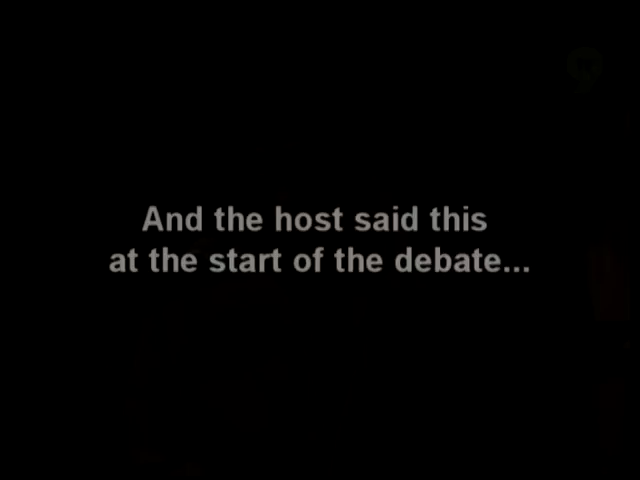 And the host said this
at the start of the debate...